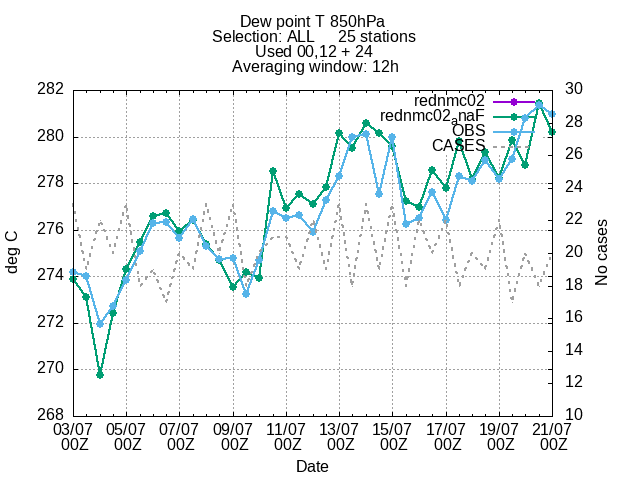 Dew point T 850hPa
Selection: ALL 25 stations
Used 00,12 + 24
Averaging window: 12h
rednmc02
rednmc02anaF
OBS
CASES
282
280
278
276
274
272
270
268
30
28
26
24
22
20
18
16
14
12
10
deg C
No cases
03/07 05/07 07/07 09/07 11/07 13/07 15/07 17/07 19/07 21/07
00Z 00Z 00Z 00Z 00Z 00Z 00Z 00Z 00Z 00Z
Date